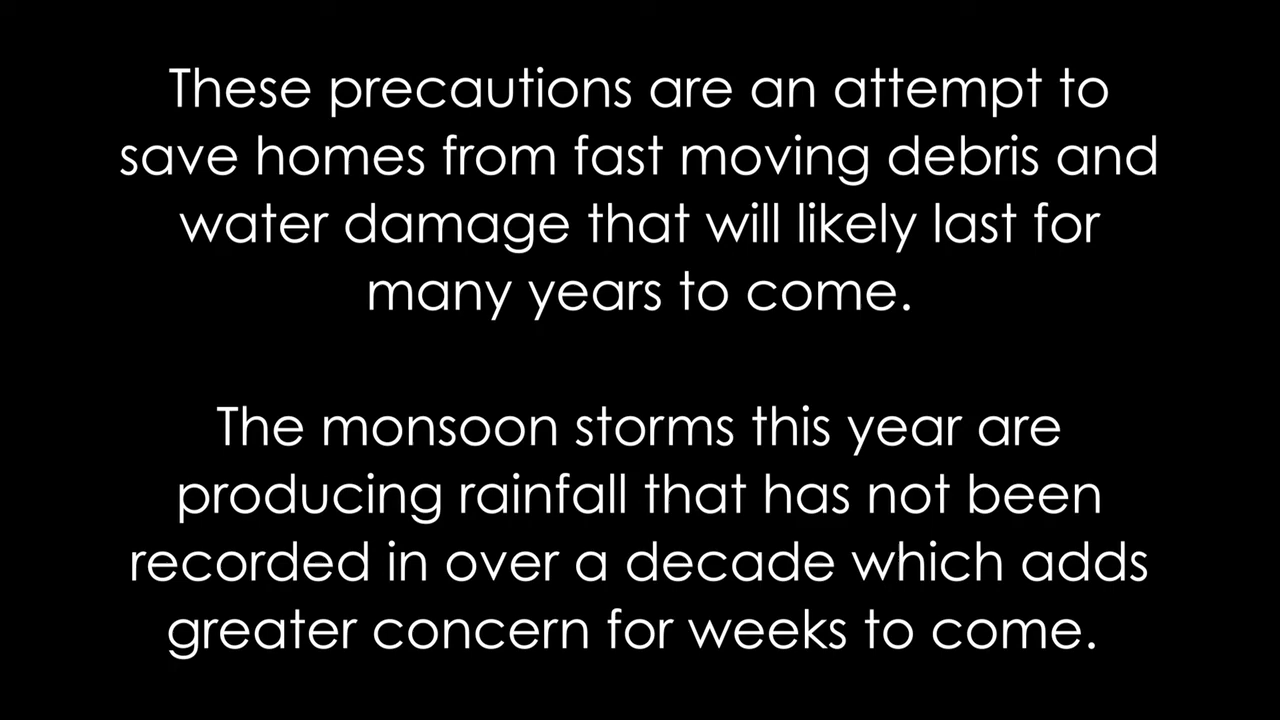 These precautions are an attempt to
save homes from fast moving debris and
water damage that will likely last for
many years to come.
The monsoon storms this year are
producing rainfall that has not been
recorded in over a decade which adds
greater concern for weeks to come.